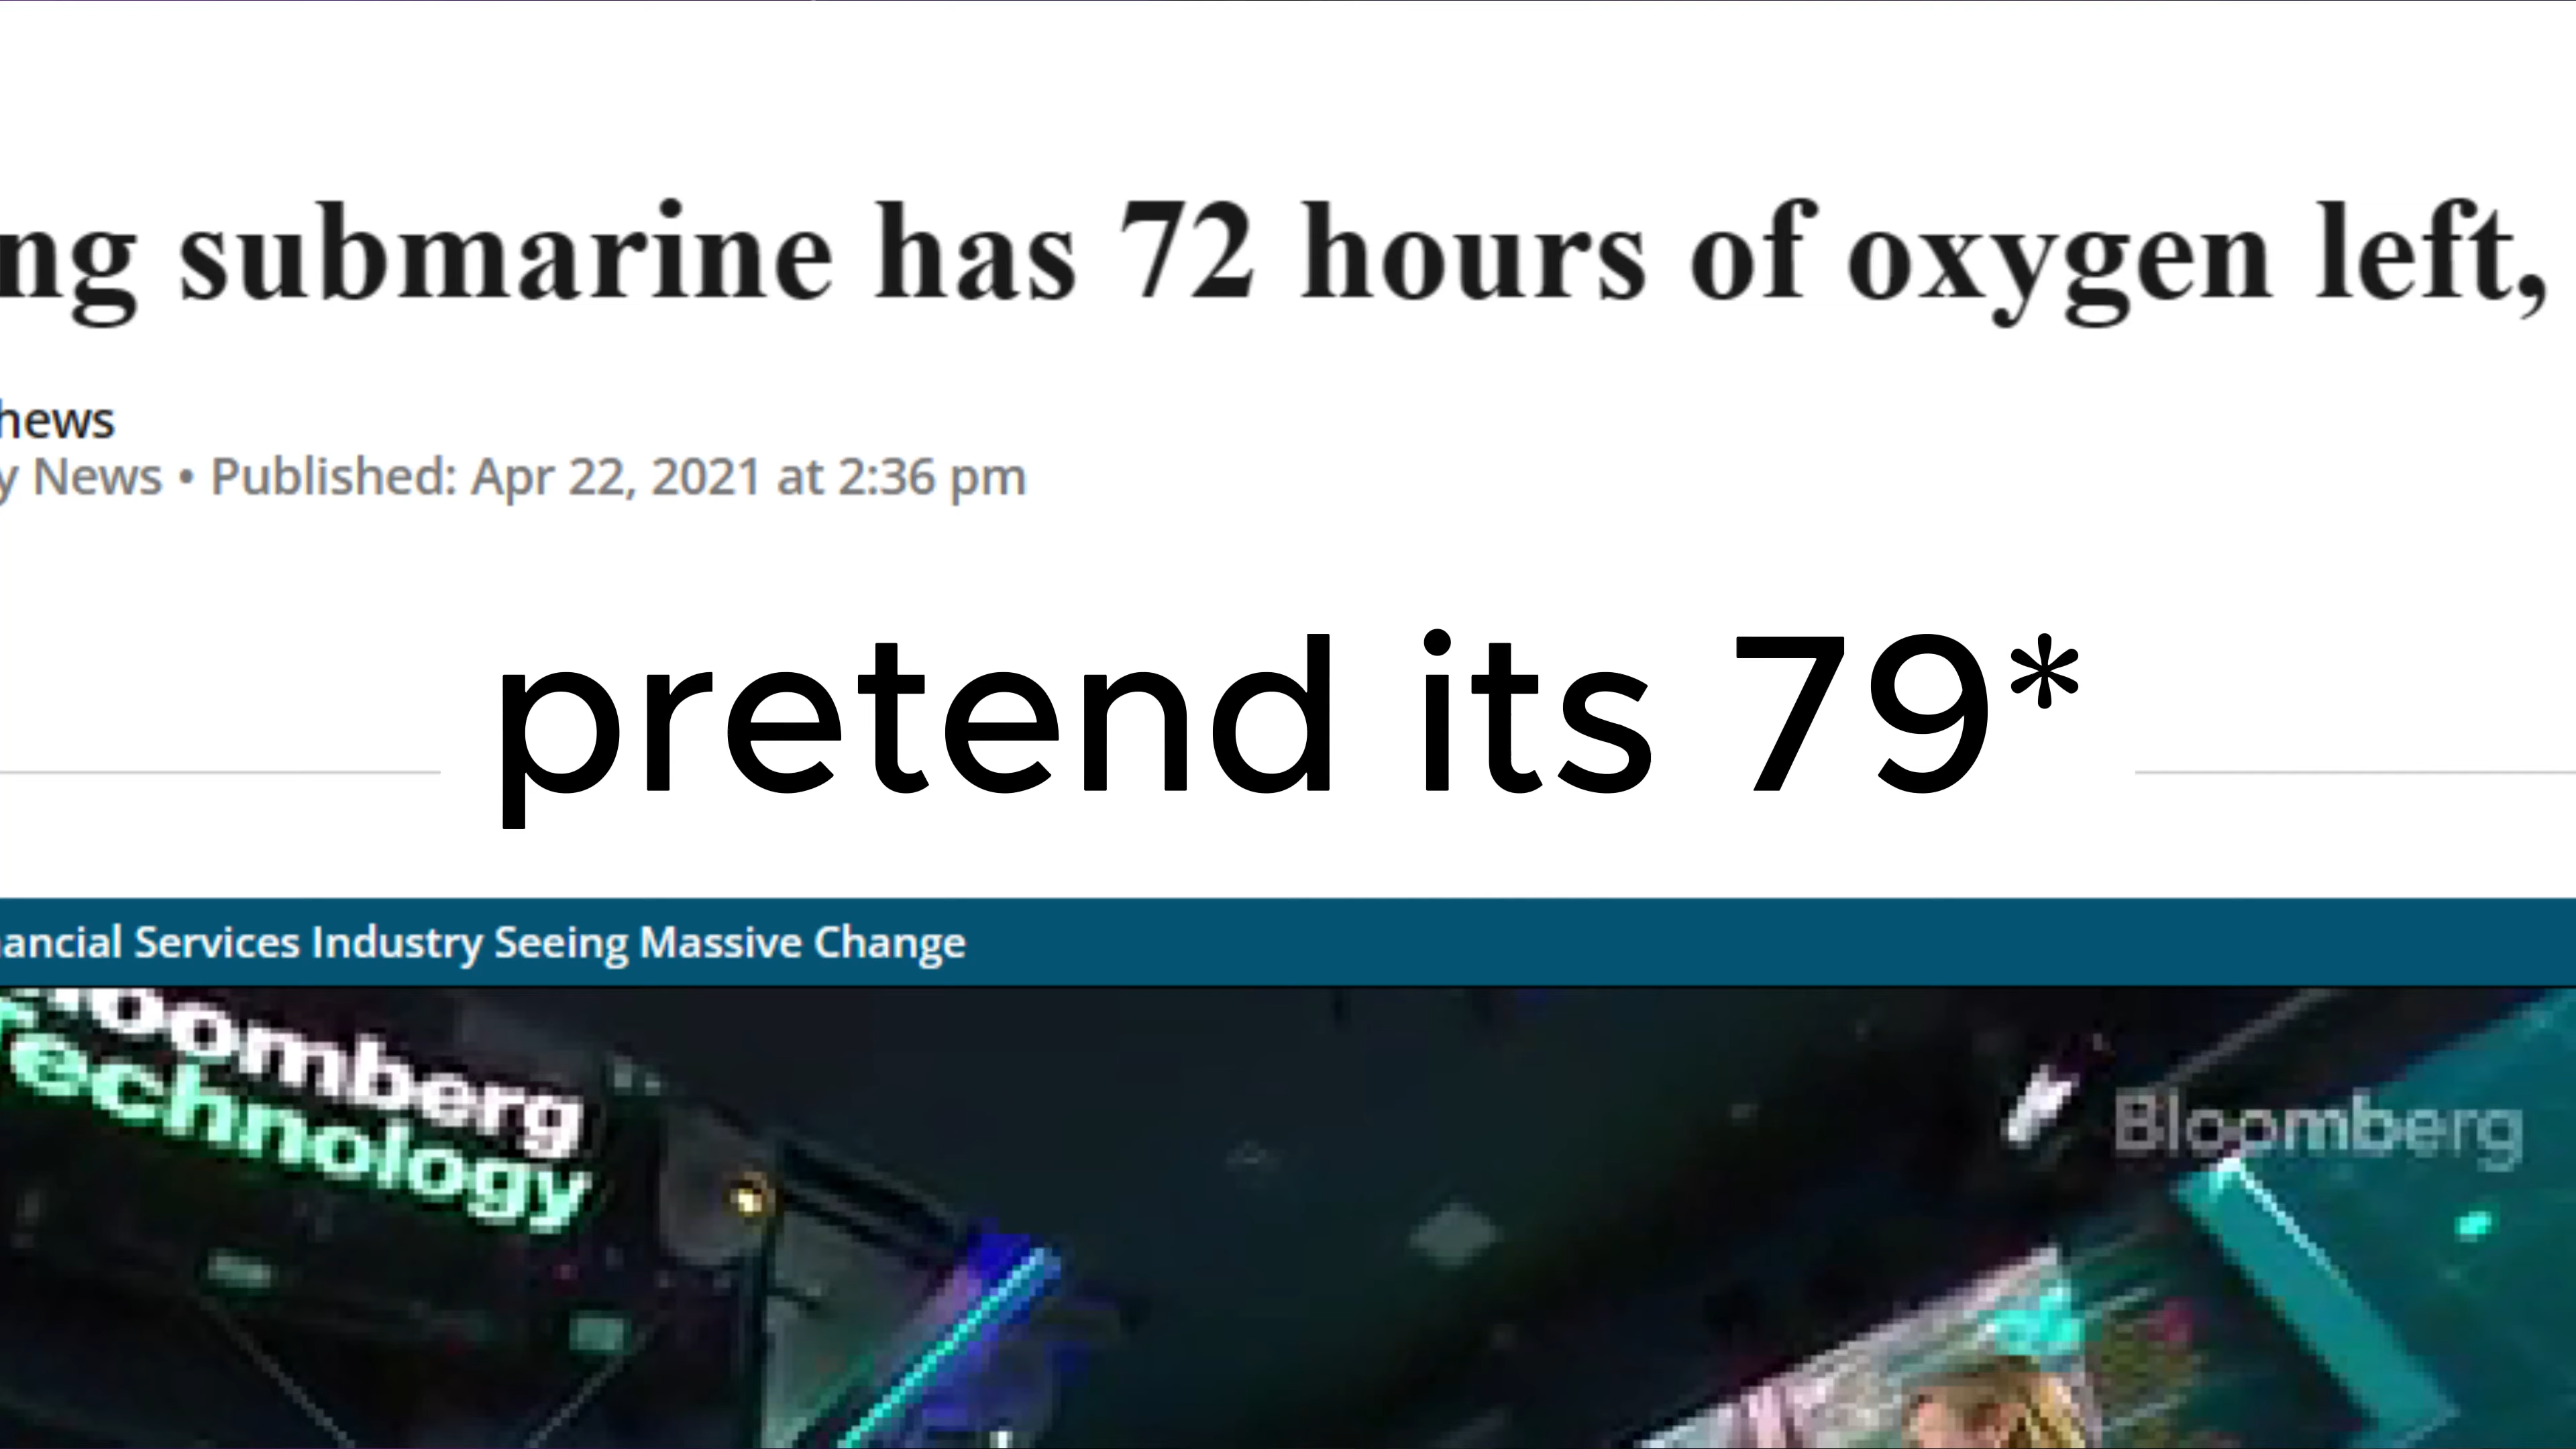 ng submarine has 72 hours of oxygen left,
hews
y News • Published: Apr 22, 2021 at 2:36 pm
pretend its 79*
ancial Services Industry Seeing Massive Change
loomberg
echnology
Bloomberg